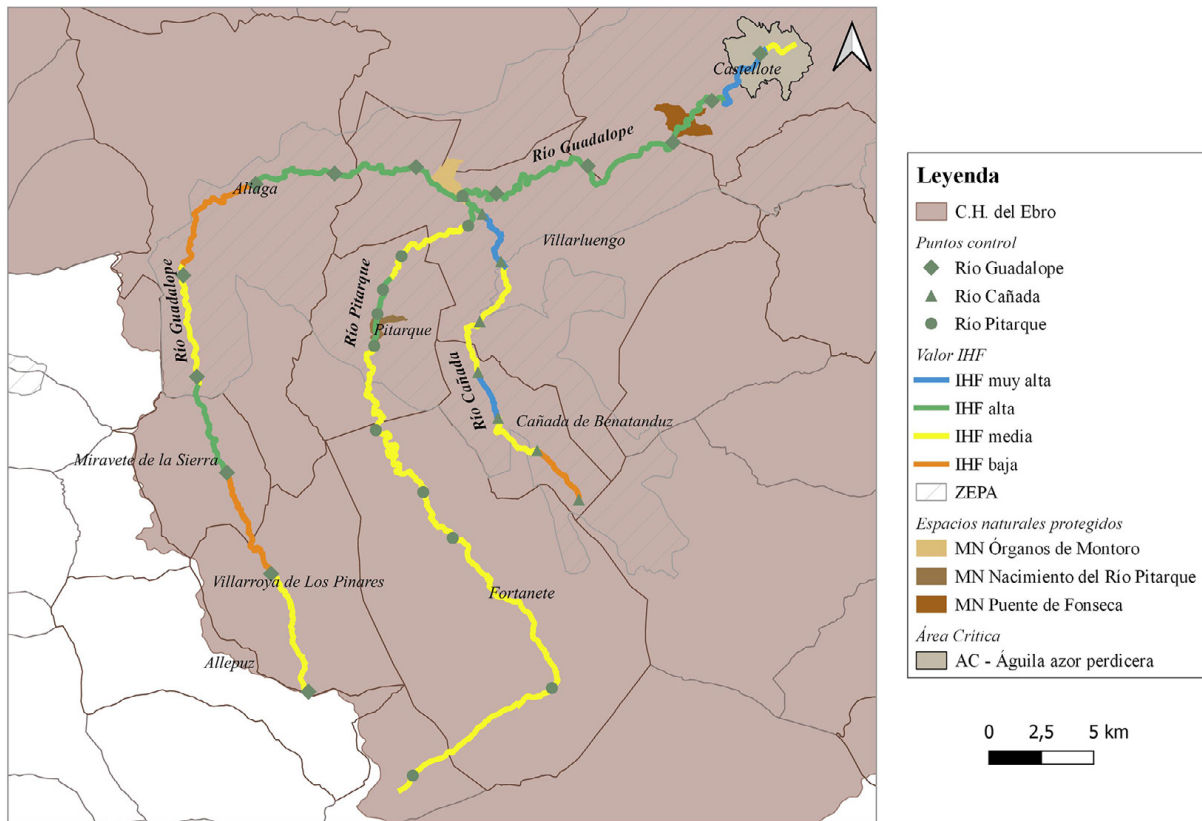 Castellote
Río Guadalope
Aliaga
Villarluengo
Río Guadalope
Río Pitarque
Pitarque
Río Cañada
Cañada de Benatanduz
Miravete de la Sierra
Villarroya de Los Pinares
Fortanete
Allepuz
Leyenda
C.H. del Ebro
Puntos control
Río Guadalope
Río Cañada
Río Pitarque
Valor IHF
IHF muy alta
IHF alta
IHF media
IHF baja
ZEPA
Espacios naturales protegidos
MN Órganos de Montoro
MN Nacimiento del Río Pitarque
MN Puente de Fonseca
Área Crítica
AC - Águila azor perdicera
0 2,5 5 km